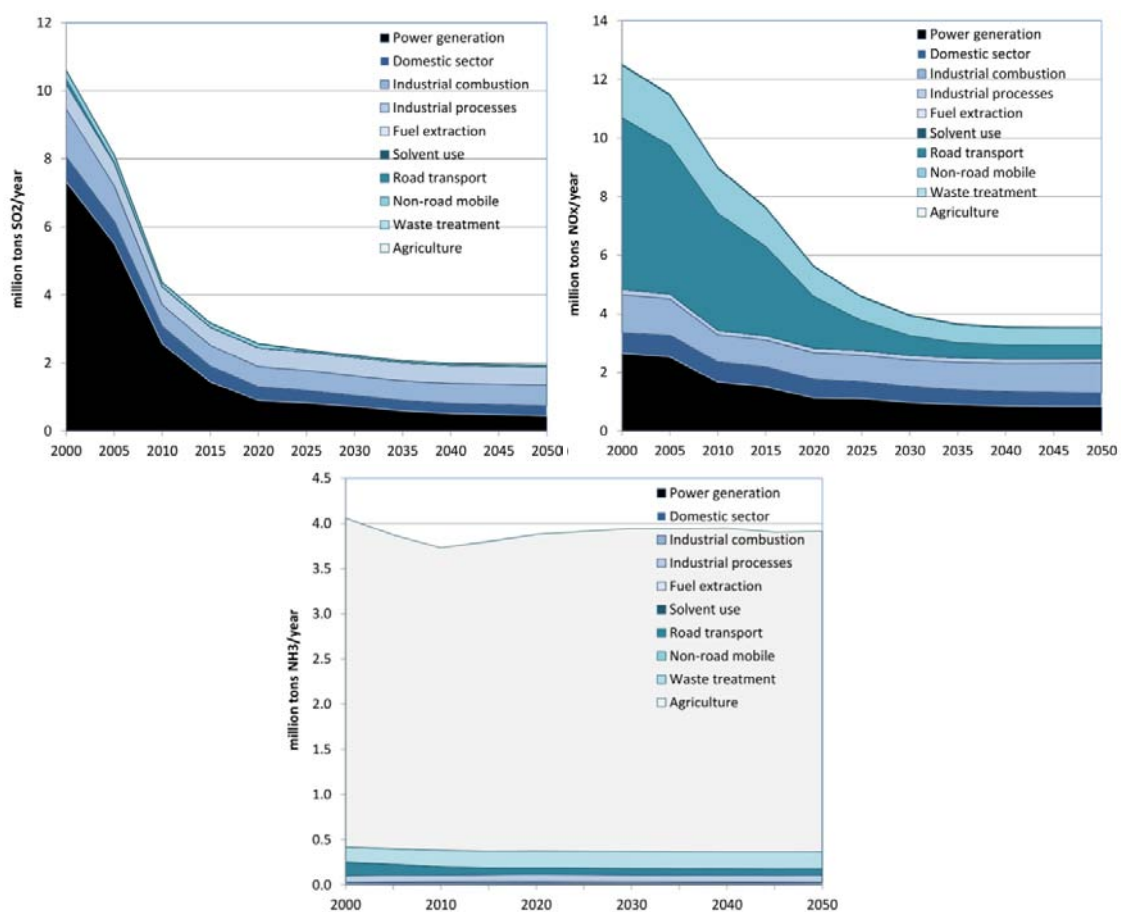 million tons SO2/year
12
10
8
6
4
2
0
Power generation
Domestic sector
Industrial combustion
Industrial processes
Fuel extraction
Solvent use
Road transport
Non-road mobile
Waste treatment
Agriculture
2000 2005 2010 2015 2020 2025 2030 2035 2040 2045 2050
million tons NOx/year
14
12
10
8
6
4
2
0
Power generation
Domestic sector
Industrial combustion
Industrial processes
Fuel extraction
Solvent use
Road transport
Non-road mobile
Waste treatment
Agriculture
2000 2005 2010 2015 2020 2025 2030 2035 2040 2045 2050
million tons NH3/year
4.5
4.0
3.5
3.0
2.5
2.0
1.5
1.0
0.5
0.0
Power generation
Domestic sector
Industrial combustion
Industrial processes
Fuel extraction
Solvent use
Road transport
Non-road mobile
Waste treatment
Agriculture
2000 2010 2020 2030 2040 2050